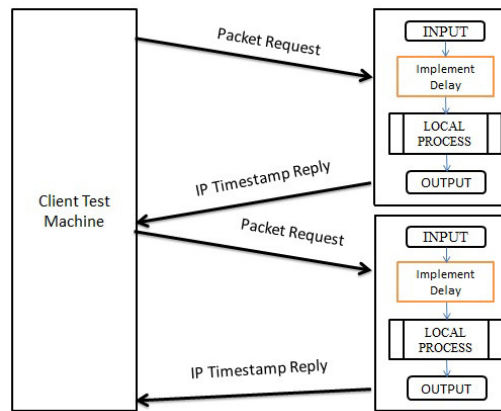 Packet Request
INPUT
Implement
Delay
LOCAL
PROCESS
OUTPUT
IP Timestamp Reply
Client Test
Machine
Packet Request
INPUT
Implement
Delay
LOCAL
PROCESS
OUTPUT
IP Timestamp Reply